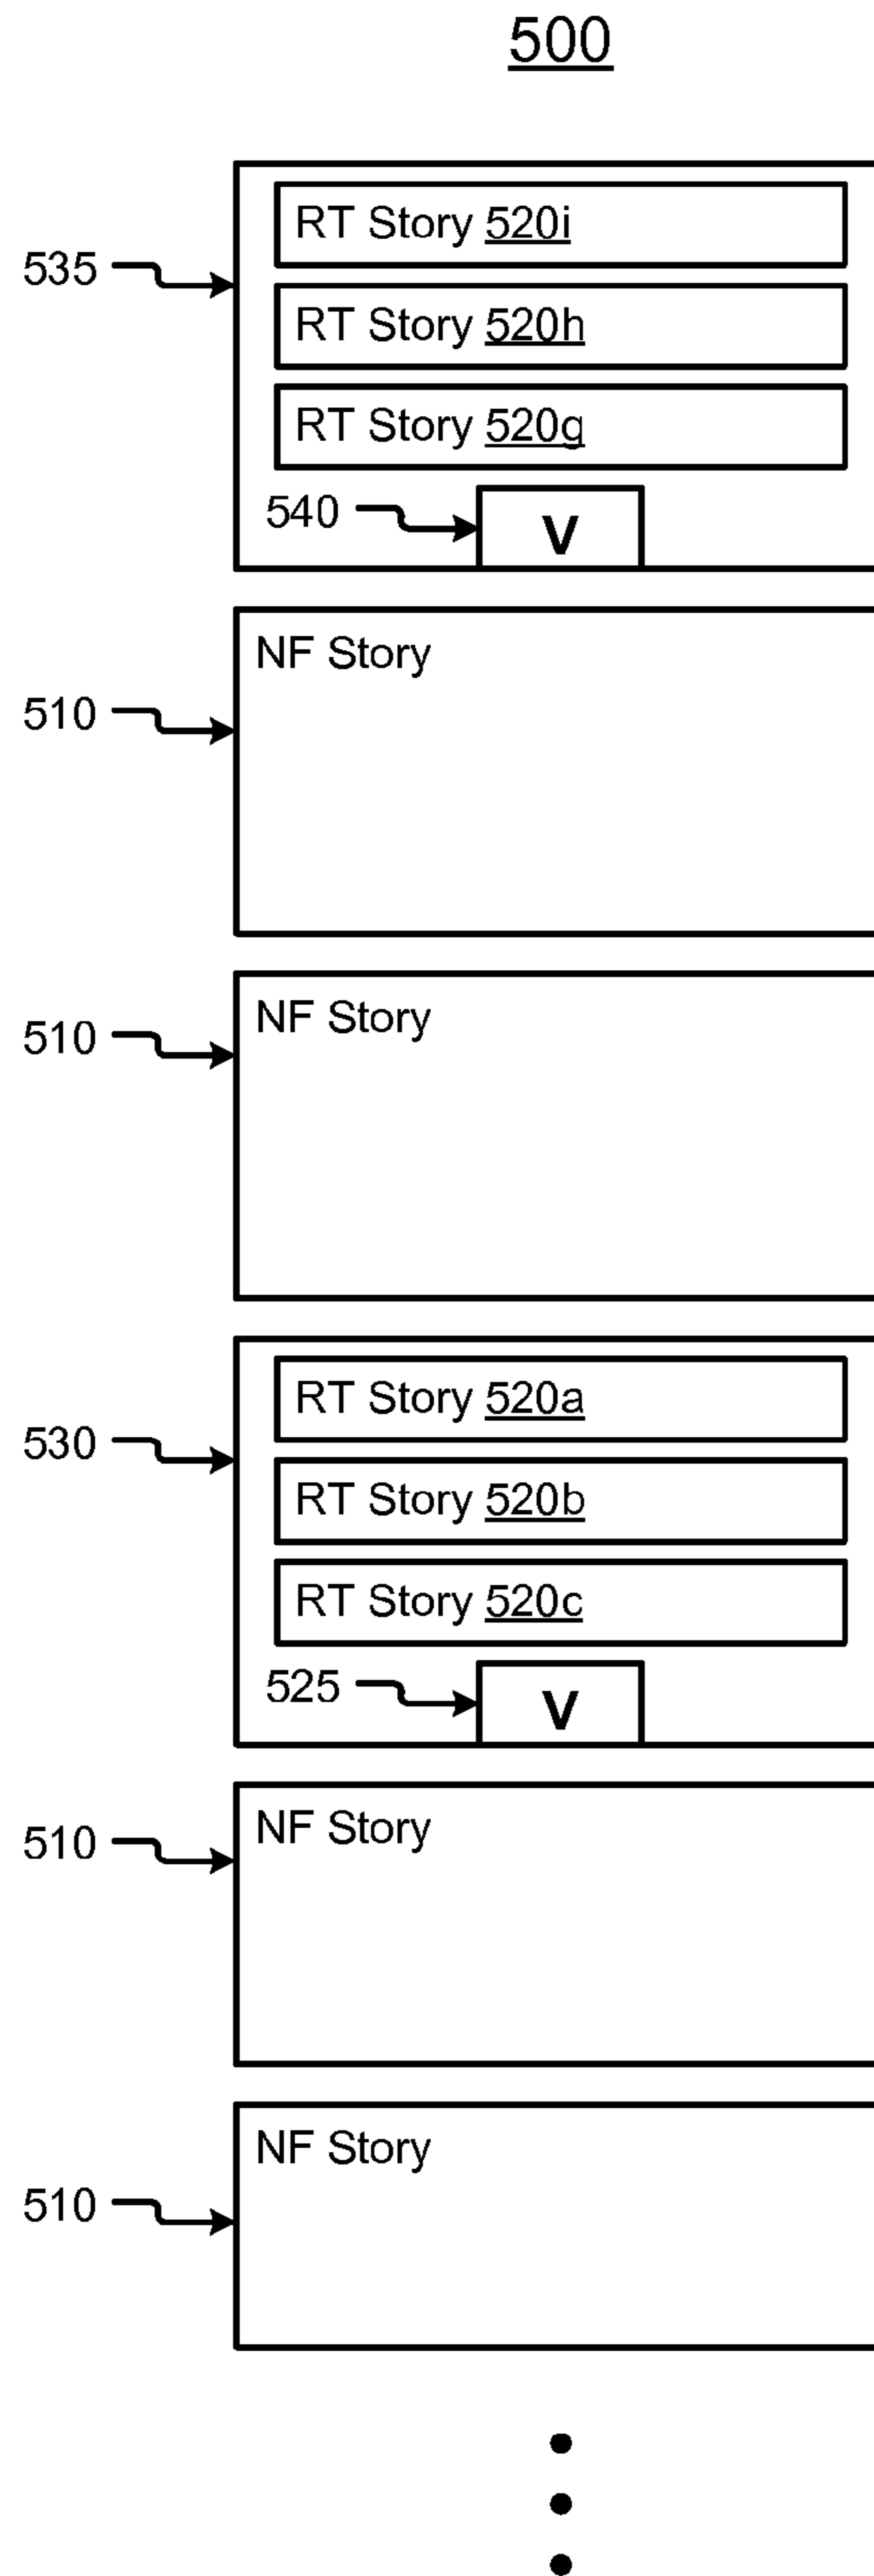 500
RT Story 520i
535
RT Story 520h
RT Story 520g
540
V
NF Story
510
NF Story
510
RT Story 520a
530
RT Story 520b
RT Story 520c
525
V
NF Story
510
NF Story
510